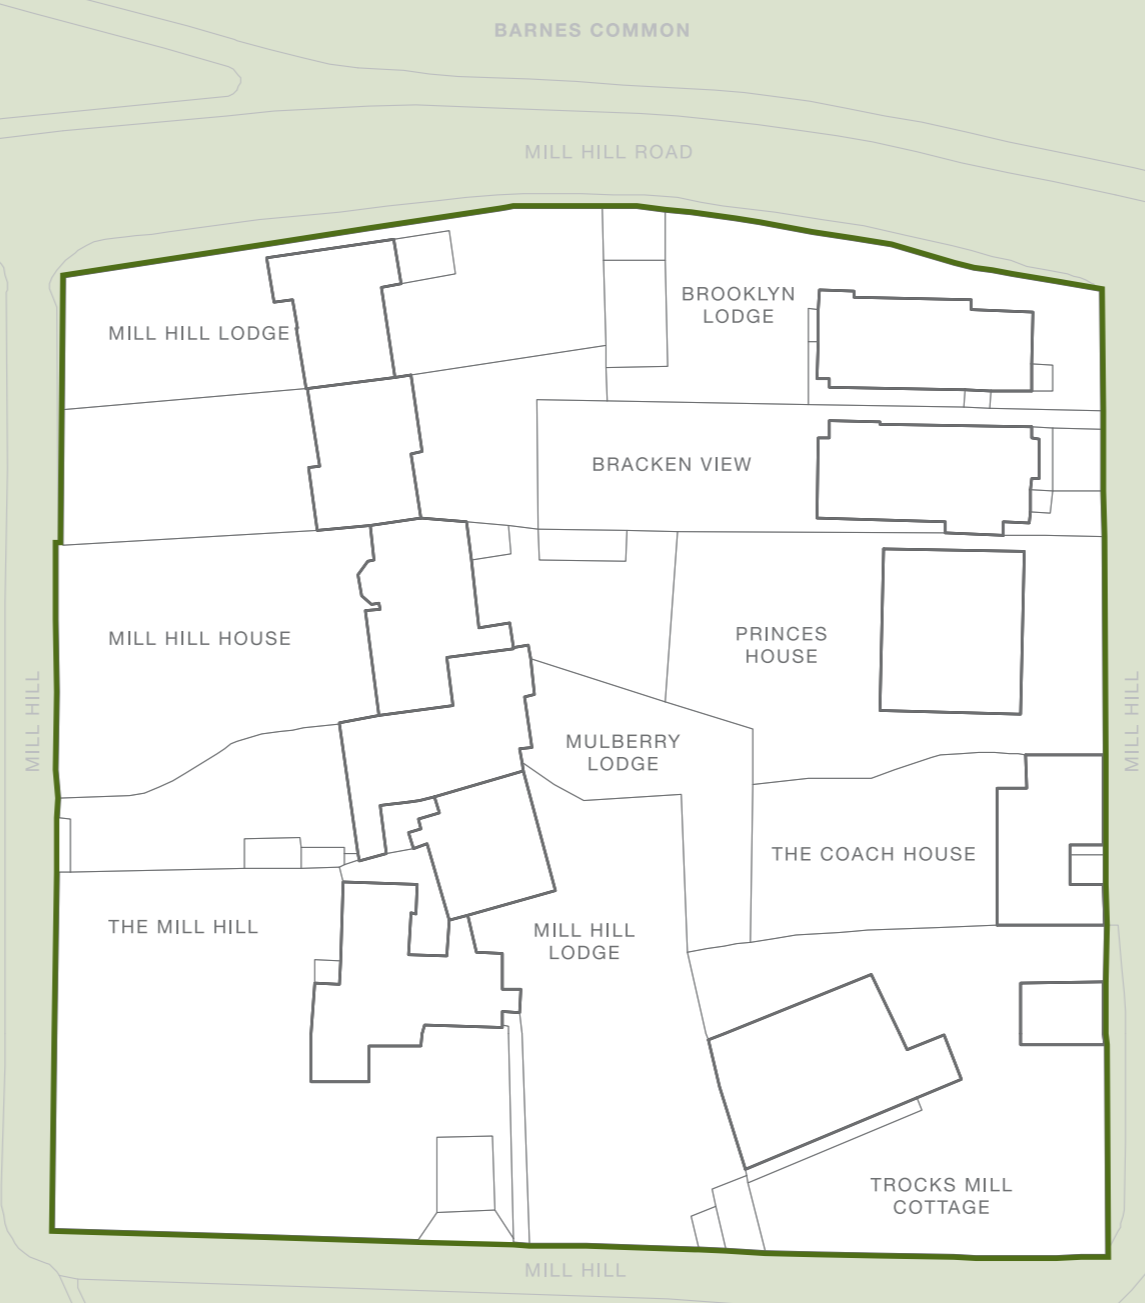 BARNES COMMON
MILL HILL ROAD
BROOKLYN
LODGE
MILL HILL LODGE
BRACKEN VIEW
MILL HILL HOUSE
PRINCES
HOUSE
MILL HILL
MILL HILL
MULBERRY
LODGE
THE COACH HOUSE
THE MILL HILL
MILL HILL
LODGE
TROCKS MILL
COTTAGE
MILL HILL